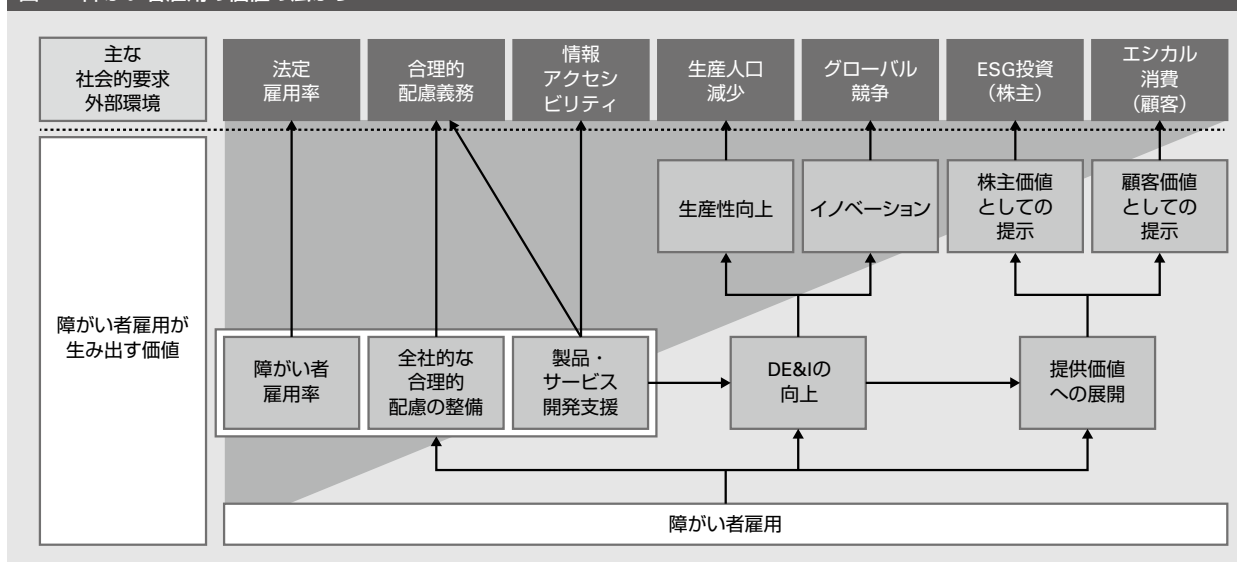 主な
社会的要求
外部環境
法定
雇用率
合理的
配慮義務
情報
アクセシ
ビリティ
生産人口
減少
グローバル
競争
ESG投資
（株主）
エシカル
消費
（顧客）
障がい者雇用が
生み出す価値
生産性向上
イノベーション
株主価値
としての
提示
顧客価値
としての
提示
障がい者
雇用率
全社的な
合理的
配慮の整備
製品・
サービス
開発支援
DE&Iの
向上
提供価値
への展開
障がい者雇用